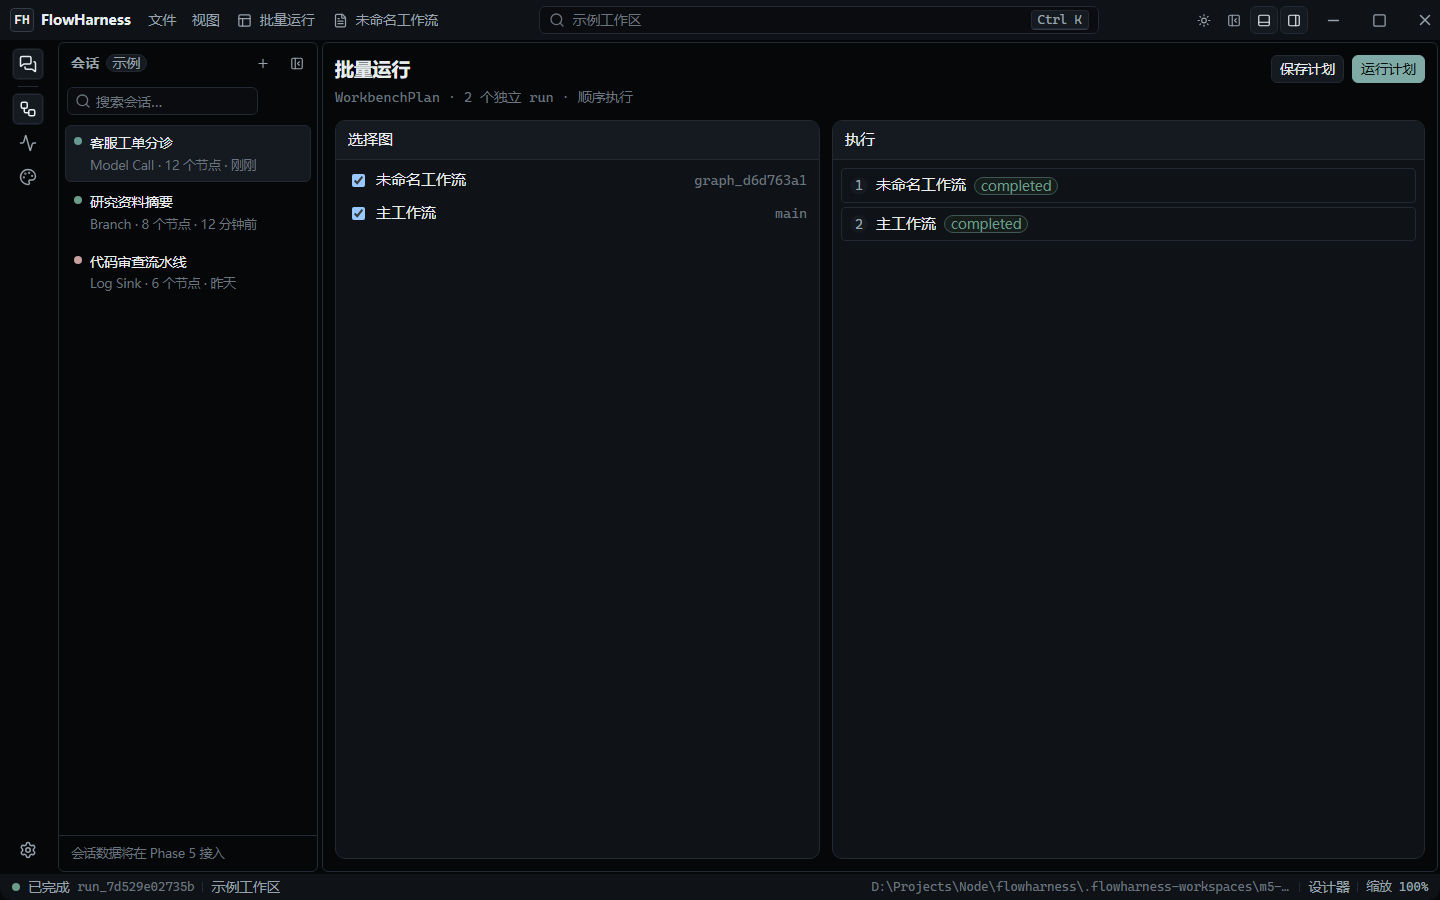 FH FlowHarness 文件 视图 批量运行 未命名工作流 示例工作区 Ctrl K
会话 示例
搜索会话...
客服工单分诊
Model Call · 12 个节点 · 刚刚
研究资料摘要
Branch · 8 个节点 · 12 分钟前
代码审查流水线
Log Sink · 6 个节点 · 昨天
会话数据将在 Phase 5 接入
批量运行
WorkbenchPlan · 2 个独立 run · 顺序执行
保存计划 运行计划
选择图
未命名工作流 graph_d6d763a1
主工作流 main
执行
1 未命名工作流 completed
2 主工作流 completed
已完成 run_7d529e02735b 示例工作区 D:\Projects\Node\flowharness\.flowharness-workspaces\m5-… 设计器 缩放 100%